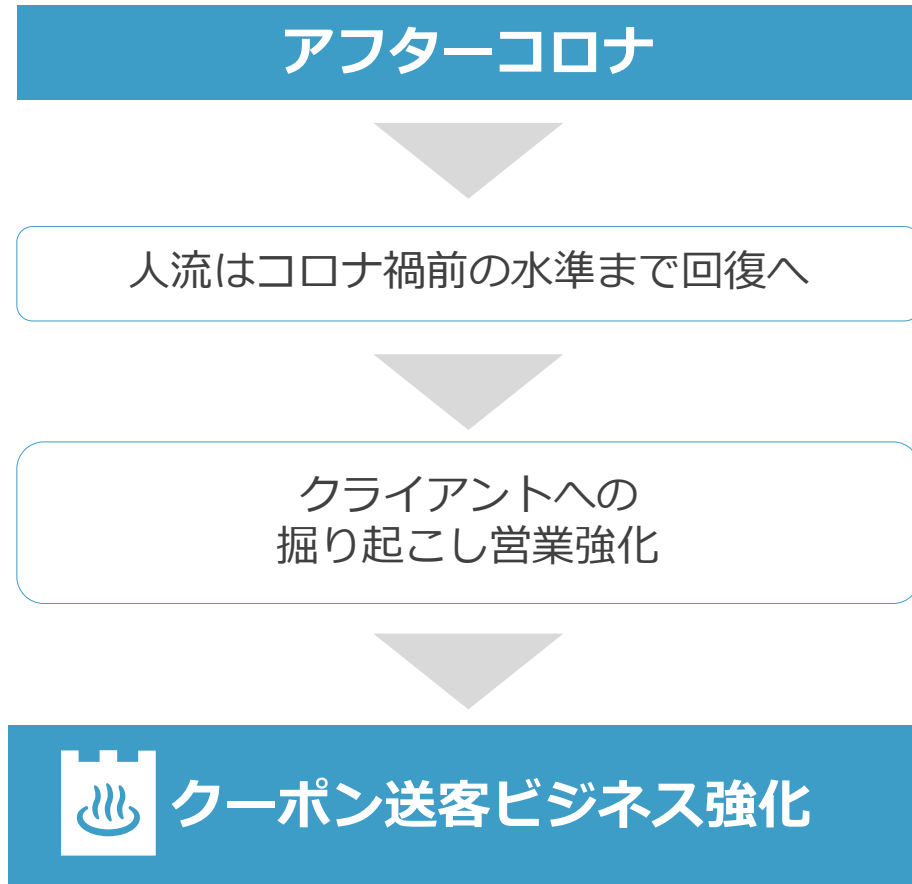 アフターコロナ
人流はコロナ禍前の水準まで回復へ
クライアントへの
掘り起こし営業強化
クーポン送客ビジネス強化